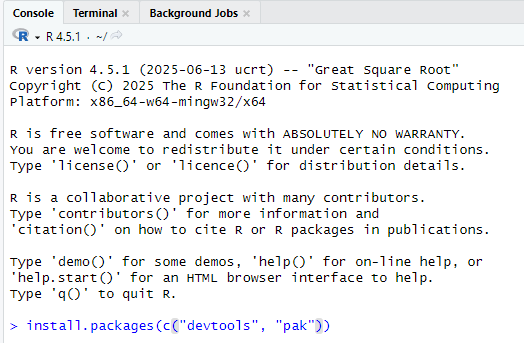 Console Terminal × Background Jobs ×
R 4.5.1 · ~/
R version 4.5.1 (2025-06-13 ucrt) -- "Great Square Root"
Copyright (C) 2025 The R Foundation for Statistical Computing
Platform: x86_64-w64-mingw32/x64
R is free software and comes with ABSOLUTELY NO WARRANTY.
You are welcome to redistribute it under certain conditions.
Type 'license()' or 'licence()' for distribution details.
R is a collaborative project with many contributors.
Type 'contributors()' for more information and
'citation()' on how to cite R or R packages in publications.
Type 'demo()' for some demos, 'help()' for on-line help, or
'help.start()' for an HTML browser interface to help.
Type 'q()' to quit R.
> install.packages(c("devtools", "pak"))